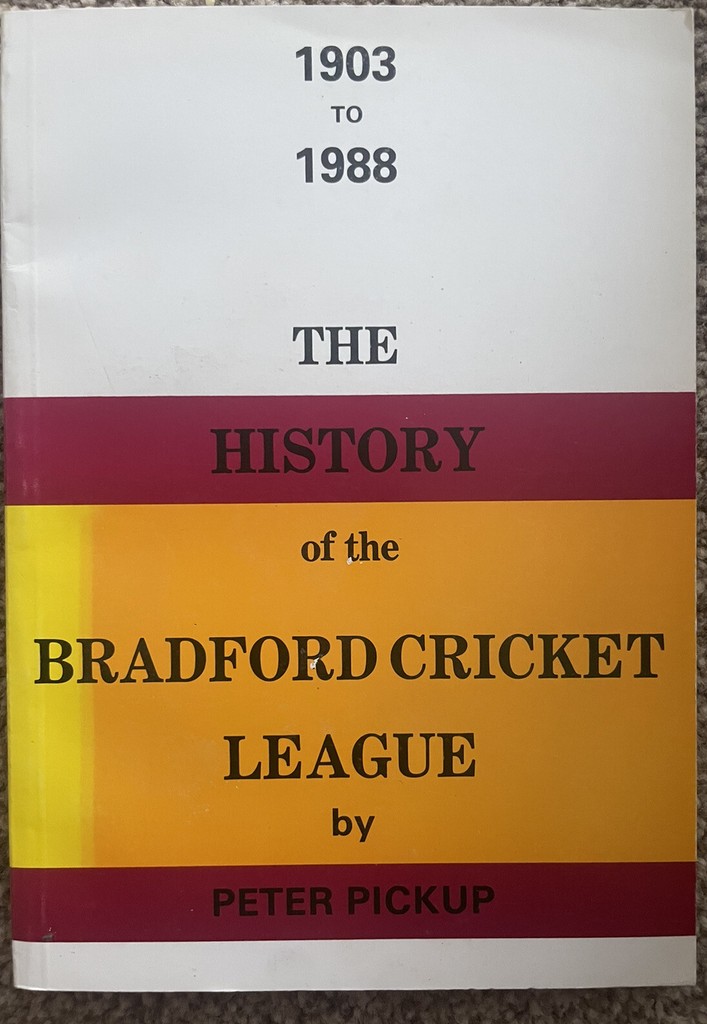 1903
TO
1988
THE
HISTORY
of the
BRADFORD CRICKET
LEAGUE
by
PETER PICKUP